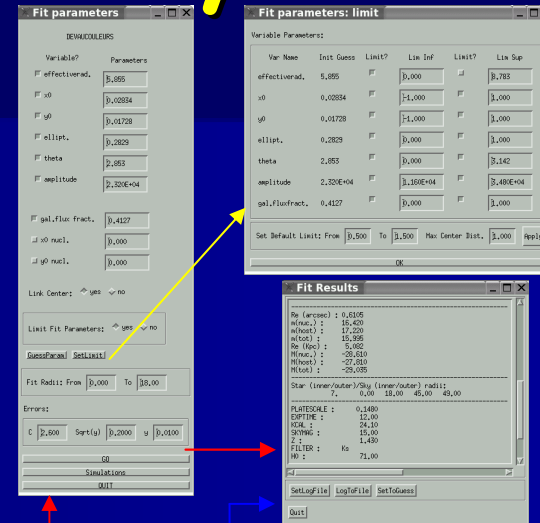 Fit parameters
DEVAUCOULEURS
Variable? Parameters
effectiverad. 5.855
x0 0.02834
y0 0.01728
ellipt. 0.2829
theta 2.853
amplitude 2.320E+04
gal.flux fract. 0.4127
x0 nucl. 0.000
y0 nucl. 0.000
Link Center: yes no
Limit Fit Parameters: yes no
GuessParam SetLimit
Fit Radii: From 0.000 To 18.00
Errors:
C 2.600 Sqrt(y) 0.2000 y 0.0100
GO
Simulations
QUIT
Fit parameters: limit
Variable Parameters:
Var Name Init Guess Limit? Lim Inf Limit? Lim Sup
effectiverad. 5.855 0.000 8.783
x0 0.02834 -1.000 1.000
y0 0.01728 -1.000 1.000
ellipt. 0.2829 0.000 1.000
theta 2.853 0.000 3.142
amplitude 2.320E+04 1.160E+04 3.480E+04
gal.fluxfract. 0.4127 0.000 1.000
Set Default Limit: From 0.500 To 1.500 Max Center Dist. 1.000 Apply
OK
Fit Results
Re (arcsec) : 0.6105
m(nuc.) : 16.420
m(host) : 17.220
m(tot) : 15.995
Re (Kpc) : 5.082
M(nuc.) : -28.610
M(host) : -27.810
M(tot) : -29.035
Star (inner/outer)/Sky (inner/outer) radii:
7. 0.00 18.00 45.00 49.00
PLATESCALE : 0.1480
EXPTIME : 12.00
KCAL : 24.10
SKYMAG : 15.00
Z : 1.430
FILTER : Ks
H0 : 71.00
SetLogFile LogToFile SetToGuess
Quit